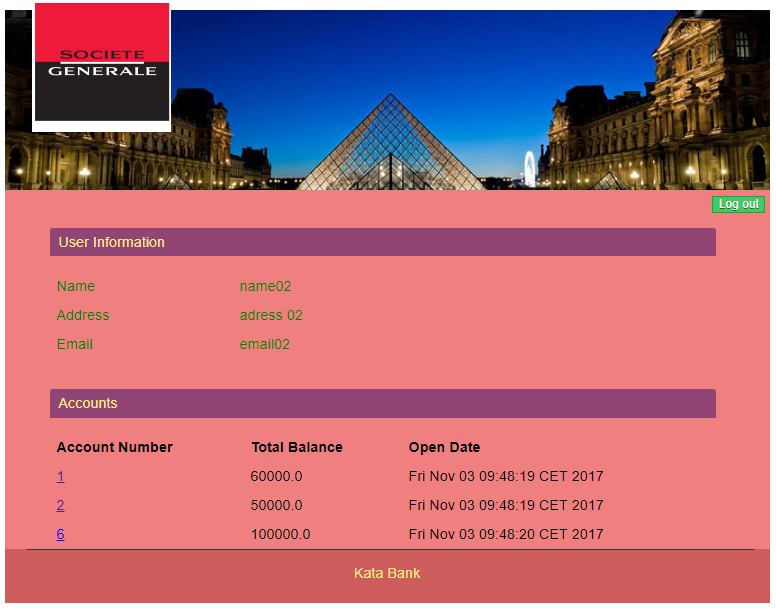 SOCIETE
GENERALE
Log out
User Information
Name name02
Address adress 02
Email email02
Accounts
Account Number Total Balance Open Date
1 60000.0 Fri Nov 03 09:48:19 CET 2017
2 50000.0 Fri Nov 03 09:48:19 CET 2017
6 100000.0 Fri Nov 03 09:48:20 CET 2017
Kata Bank